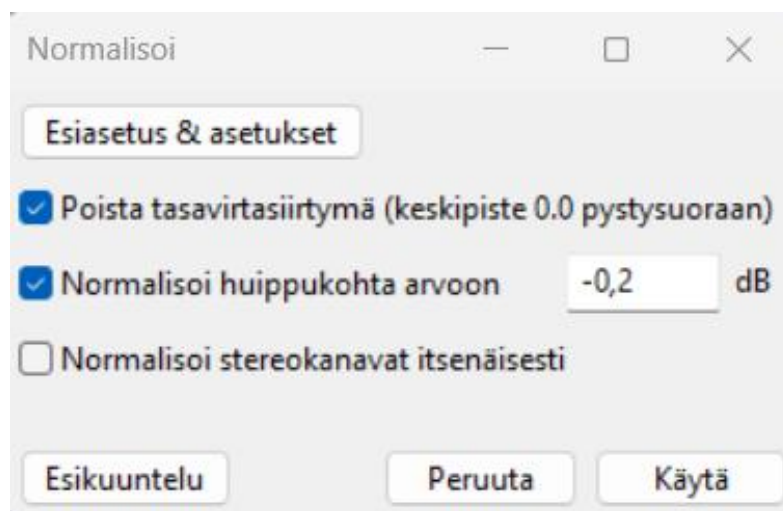 Normalisoi
Esiasetus & asetukset
Poista tasavirtasiirtymä (keskipiste 0.0 pystysuoraan)
Normalisoi huippukohta arvoon -0,2 dB
Normalisoi stereokanavat itsenäisesti
Esikuuntelu Peruuta Käytä